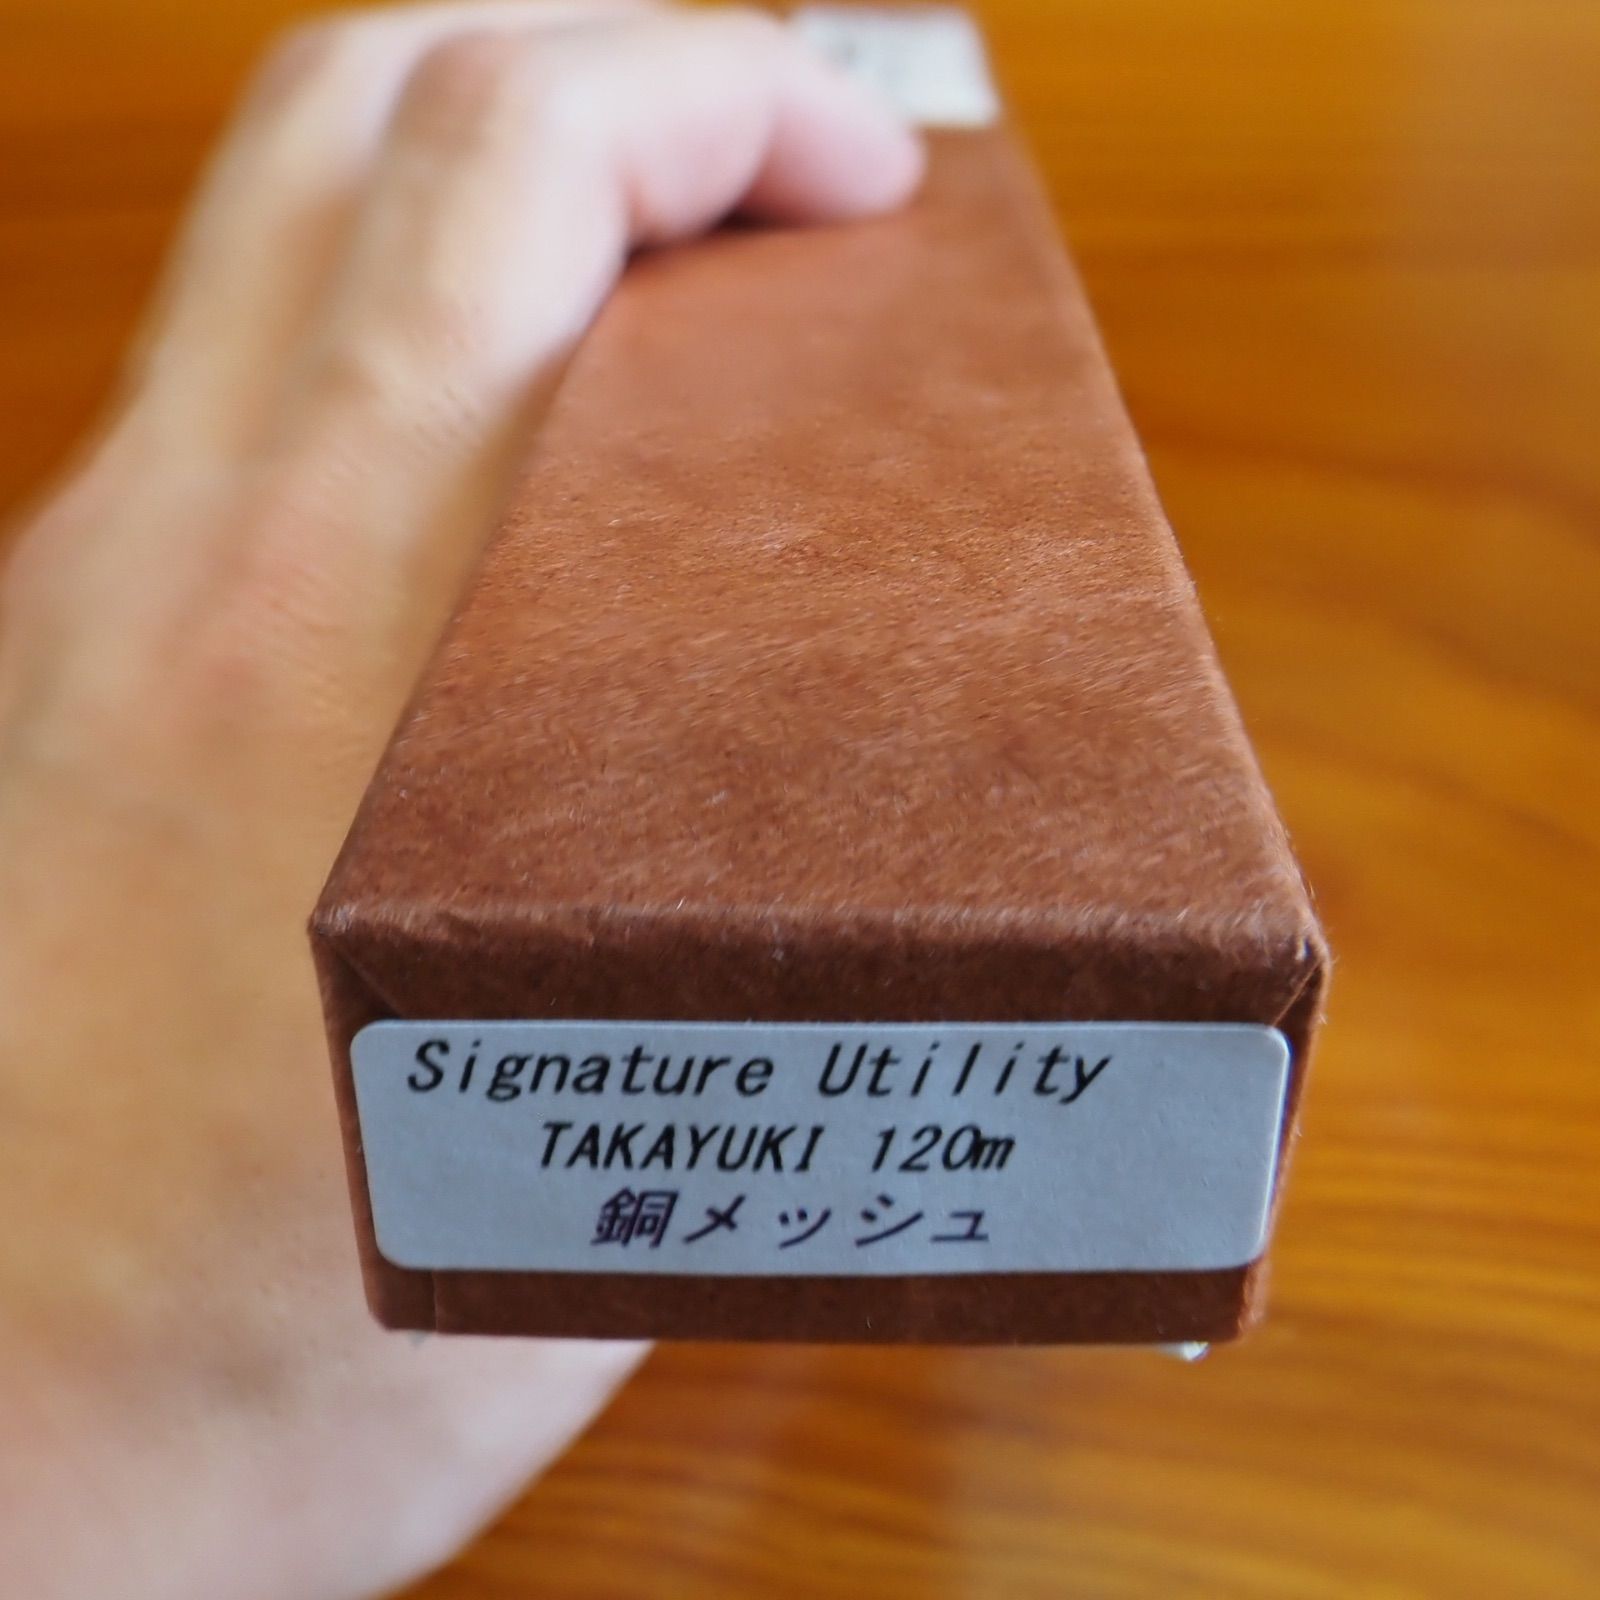 Signature Utility
TAKAYUKI 120m
銅メッシュ